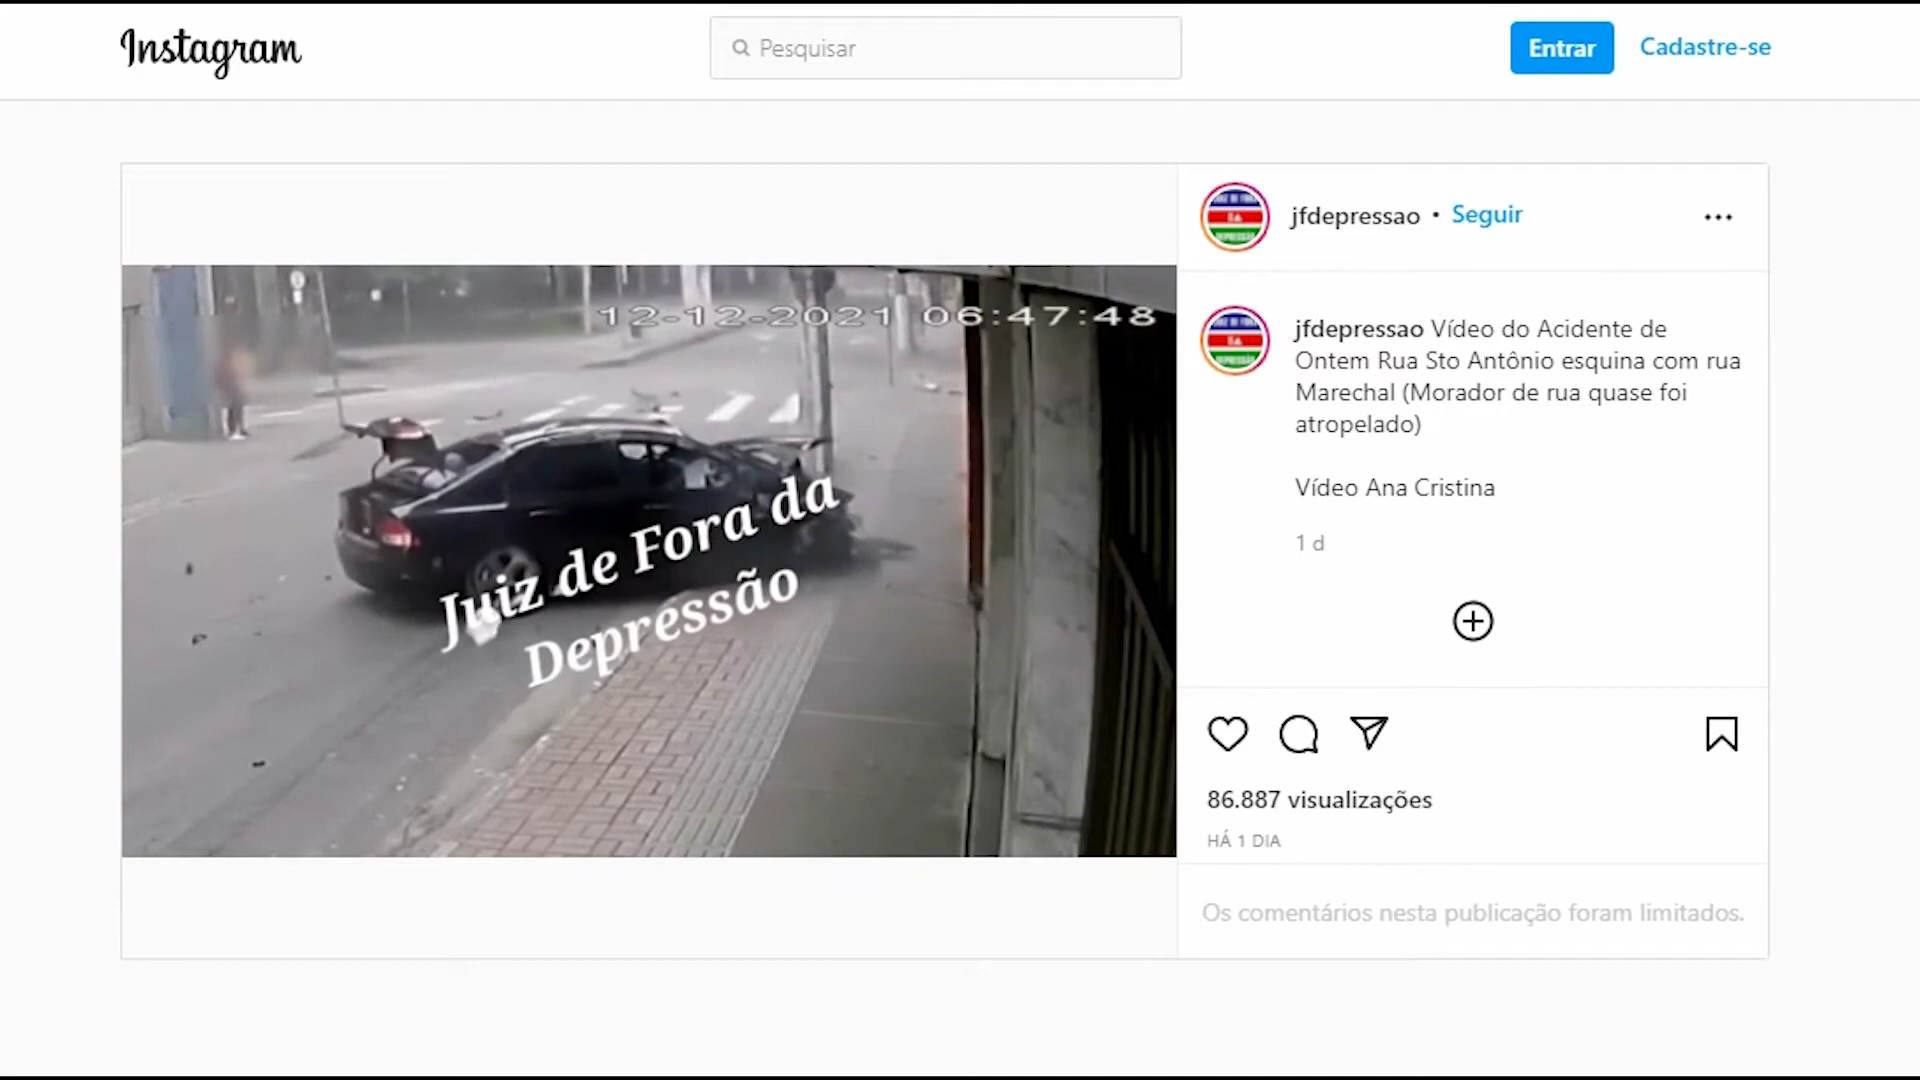 Instagram
Pesquisar
Entrar
Cadastre-se
12-12-2021 06:47:48
Juiz de Fora da
Depressão
jfdepressao • Seguir
jfdepressao Vídeo do Acidente de
Ontem Rua Sto Antônio esquina com rua
Marechal (Morador de rua quase foi
atropelado)
Vídeo Ana Cristina
1 d
86.887 visualizações
HÁ 1 DIA
Os comentários nesta publicação foram limitados.